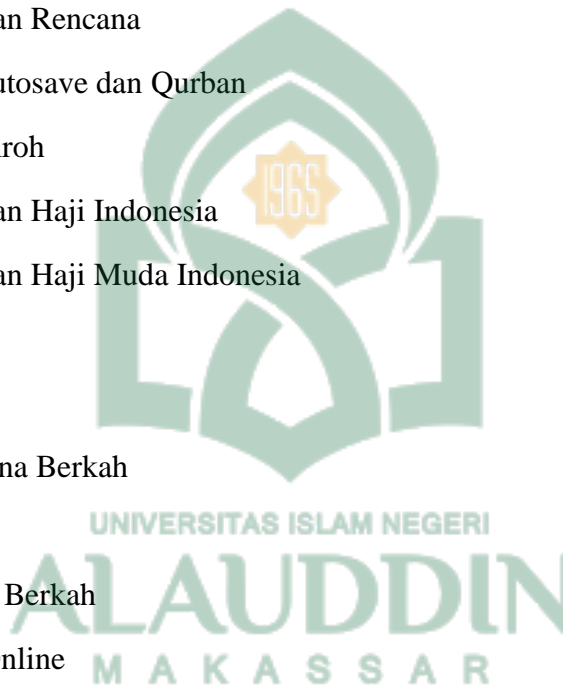 an Rencana
utosave dan Qurban
roh
an Haji Indonesia
1965
an Haji Muda Indonesia
na Berkah
UNIVERSITAS ISLAM NEGERI
ALAUDDIN
Berkah
nline
MAKASSAR